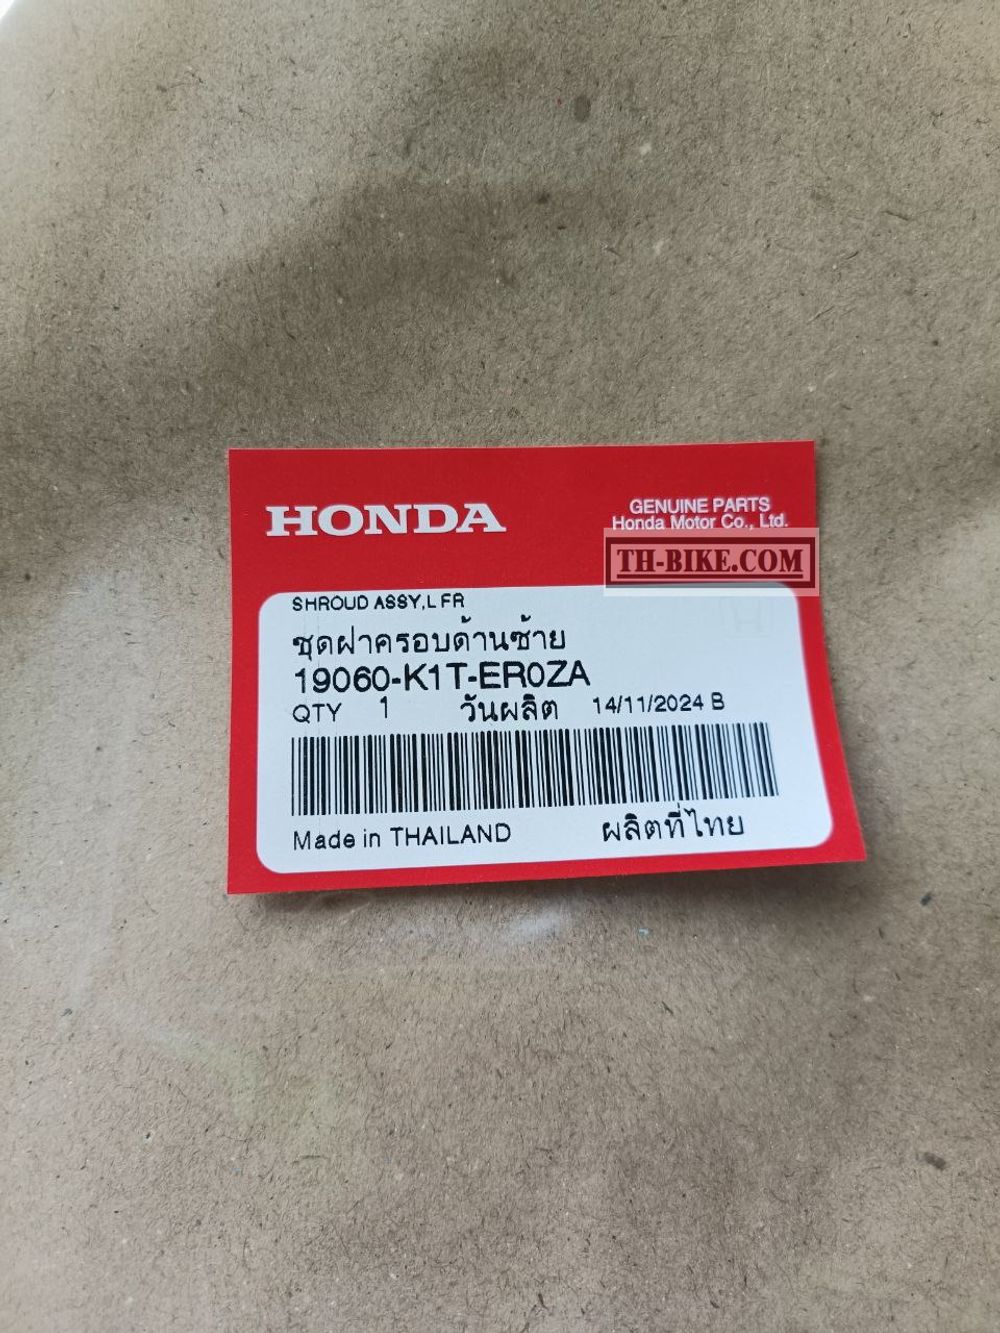 HONDA
GENUINE PARTS
Honda Motor Co., Ltd.
TH-BIKE.COM
SHROUD ASSY,L FR
ชุดฝาครอบด้านซ้าย
19060-K1T-ER0ZA
QTY 1 วันผลิต 14/11/2024 B
Made in THAILAND ผลิตที่ไทย